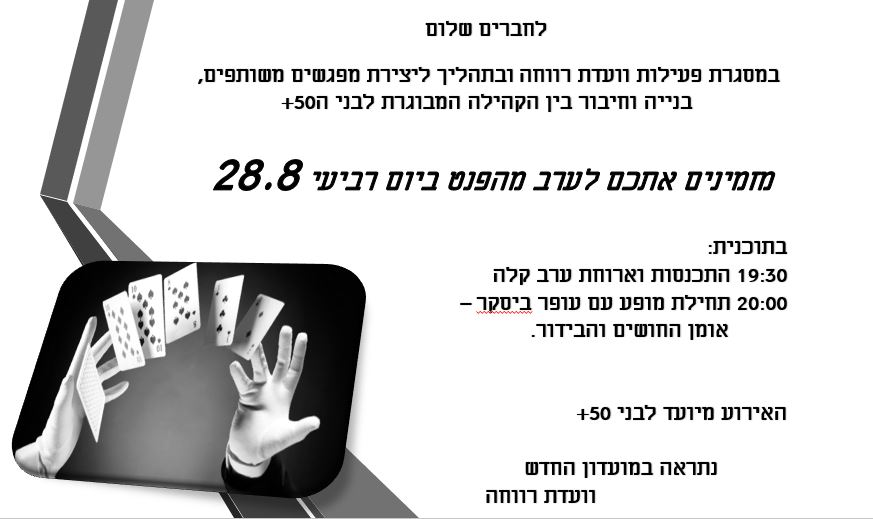 לחברים שלום
במסגרת פעילות וועדת רווחה ובתהליך ליצירת מפגשים משותפים,
בנייה וחיבור בין הקהילה המבוגרת לבני ה50+
מזמינים אתכם לערב מהפנט ביום רביעי 28.8
בתוכנית:
19:30 התכנסות וארוחת ערב קלה
20:00 תחילת מופע עם עופר ביסקר –
אומן החושים והבידור.
האירוע מיועד לבני 50+
נתראה במועדון החדש
וועדת רווחה